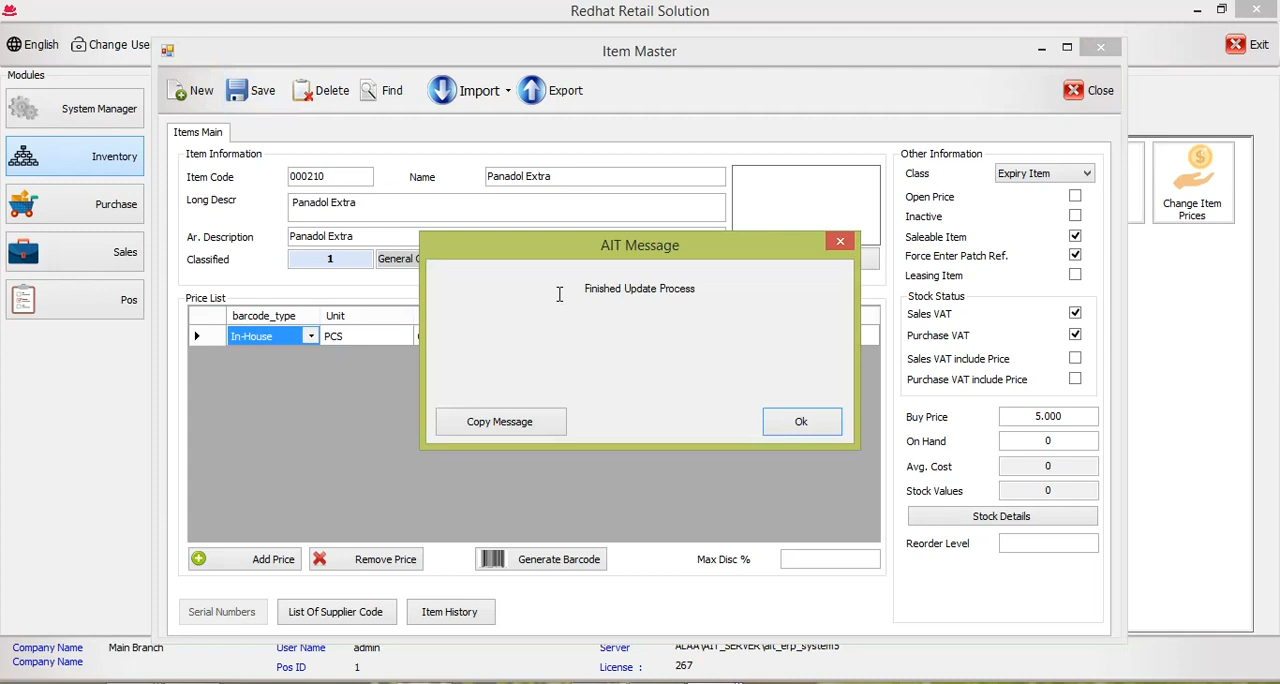 Redhat Retail Solution
English
Change Use
Exit
Modules
System Manager
Inventory
Purchase
Sales
Pos
Item Master
New
Save
Delete
Find
Import
Export
Close
Items Main
Item Information
Item Code
000210
Name
Panadol Extra
Long Descr
Panadol Extra
Ar. Description
Panadol Extra
Classified
1
General
Price List
barcode_type
Unit
In-House
PCS
Add Price
Remove Price
Generate Barcode
Max Disc %
Serial Numbers
List Of Supplier Code
Item History
AIT Message
Finished Update Process
Copy Message
Ok
Other Information
Class
Expiry Item
Open Price
Inactive
Saleable Item
Force Enter Patch Ref.
Leasing Item
Stock Status
Sales VAT
Purchase VAT
Sales VAT include Price
Purchase VAT include Price
Buy Price
5.000
On Hand
0
Avg. Cost
0
Stock Values
0
Stock Details
Reorder Level
Change Item
Prices
Company Name
Main Branch
User Name
admin
Server
Company Name
Pos ID
1
License :
267